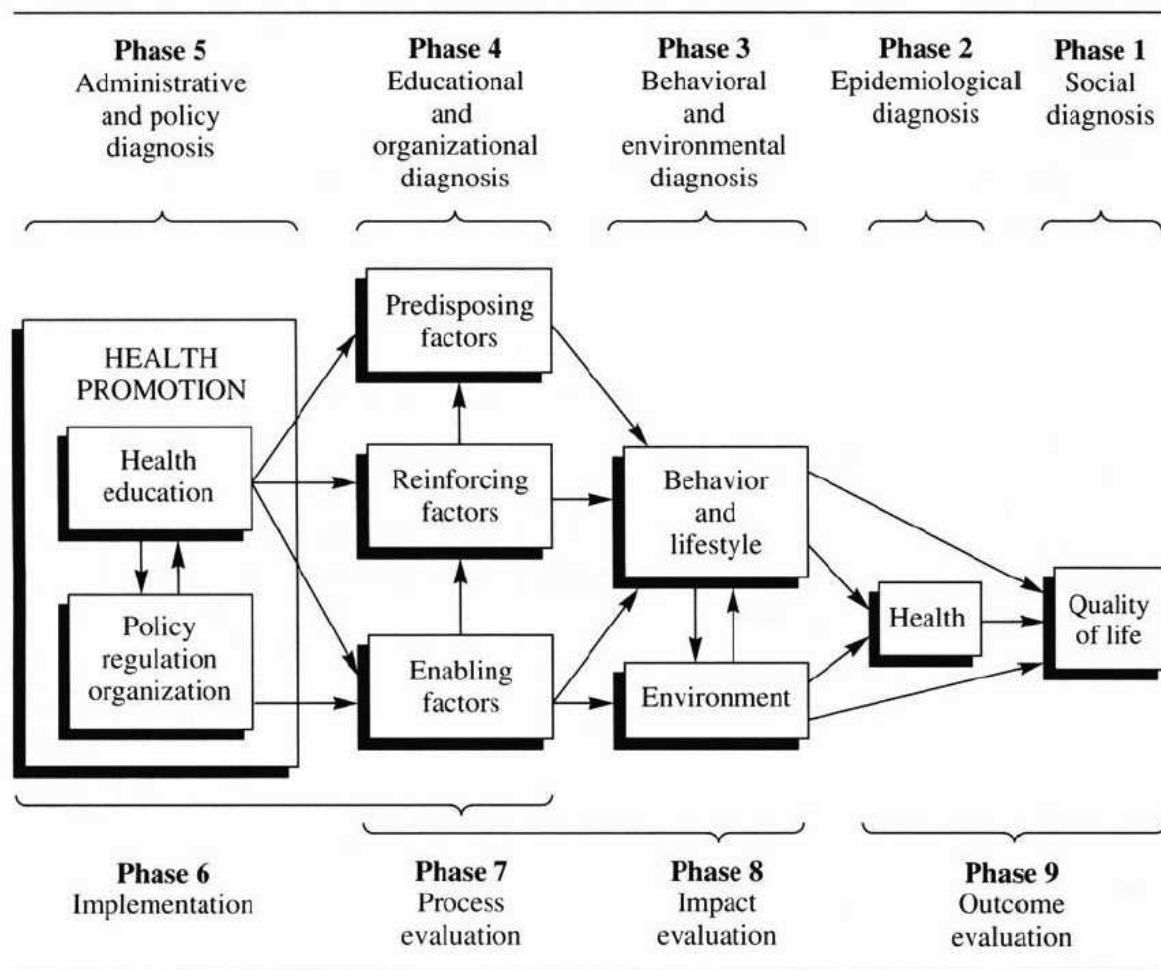 Phase 5
Administrative
and policy
diagnosis
Phase 4
Educational
and
organizational
diagnosis
Phase 3
Behavioral
and
environmental
diagnosis
Phase 2
Epidemiological
diagnosis
Phase 1
Social
diagnosis
HEALTH
PROMOTION
Health
education
Policy
regulation
organization
Predisposing
factors
Reinforcing
factors
Enabling
factors
Behavior
and
lifestyle
Environment
Health
Quality
of life
Phase 6
Implementation
Phase 7
Process
evaluation
Phase 8
Impact
evaluation
Phase 9
Outcome
evaluation